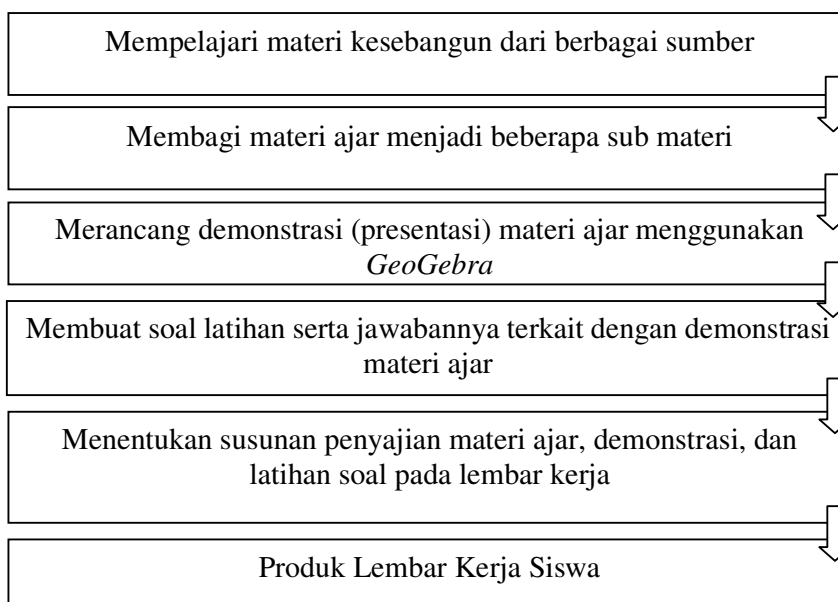 Mempelajari materi kesebangun dari berbagai sumber
Membagi materi ajar menjadi beberapa sub materi
Merancang demonstrasi (presentasi) materi ajar menggunakan
GeoGebra
Membuat soal latihan serta jawabannya terkait dengan demonstrasi
materi ajar
Menentukan susunan penyajian materi ajar, demonstrasi, dan
latihan soal pada lembar kerja
Produk Lembar Kerja Siswa